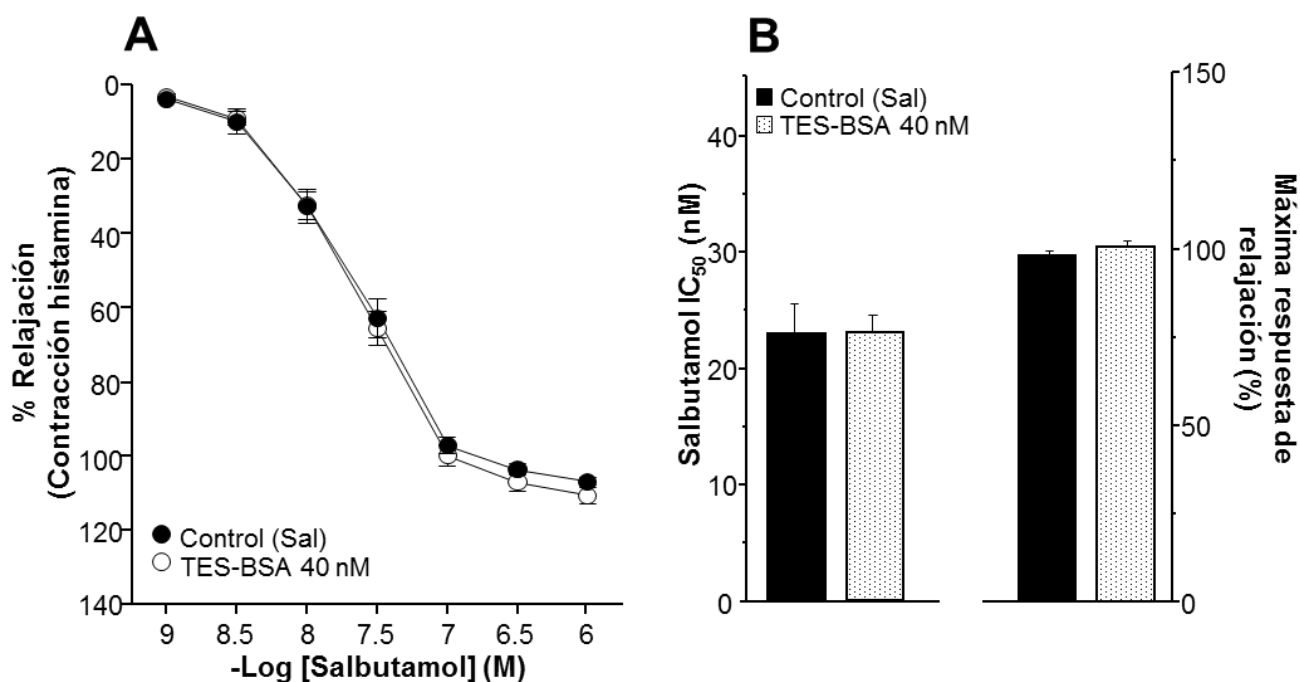 A
0
20
40
60
80
100
120
140
% Relajación
(Contracción histamina)
Control (Sal)
TES-BSA 40 nM
9 8.5 8 7.5 7 6.5 6
-Log [Salbutamol] (M)
B
Control (Sal)
TES-BSA 40 nM
40
30
20
10
0
Salbutamol IC₅₀ (nM)
150
100
50
0
Máxima respuesta de
relajación (%)